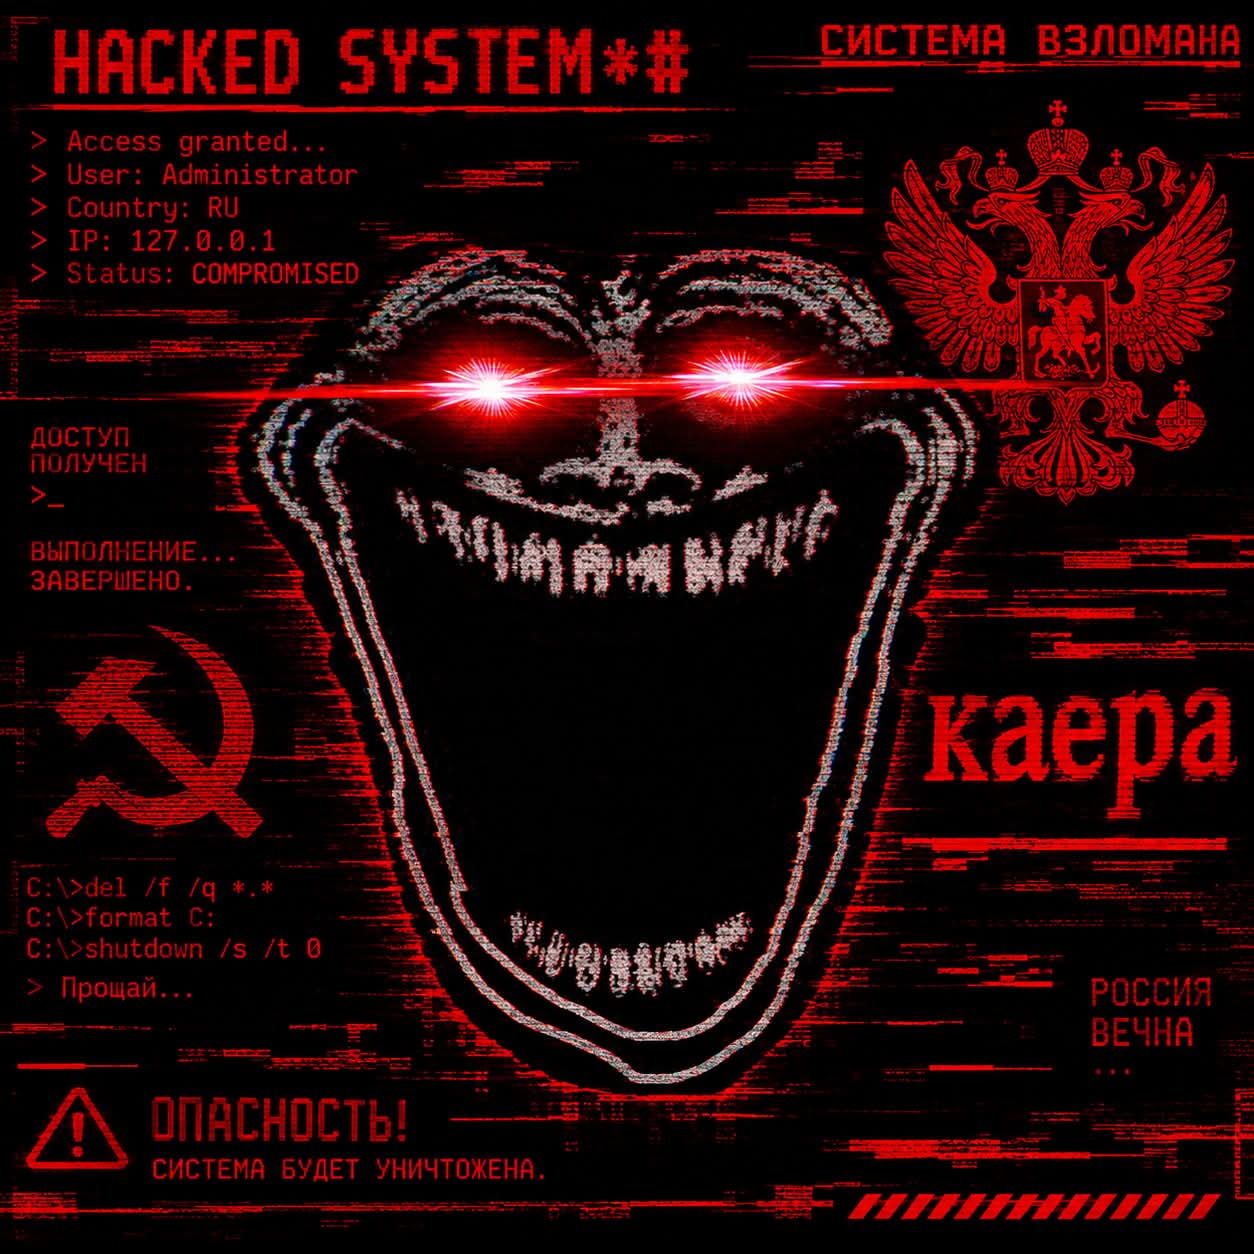 HACKED SYSTEM*#
СИСТЕМА ВЗЛОМАНА
> Access granted...
> User: Administrator
> Country: RU
> IP: 127.0.0.1
> Status: COMPROMISED
ДОСТУП
ПОЛУЧЕН
>_
ВЫПОЛНЕНИЕ...
ЗАВЕРШЕНО.
каера
C:\>del /f /q *.*
C:\>format C:
C:\>shutdown /s /t 0
> Прощай...
РОССИЯ
ВЕЧНА
...
ОПАСНОСТЬ!
СИСТЕМА БУДЕТ УНИЧТОЖЕНА.